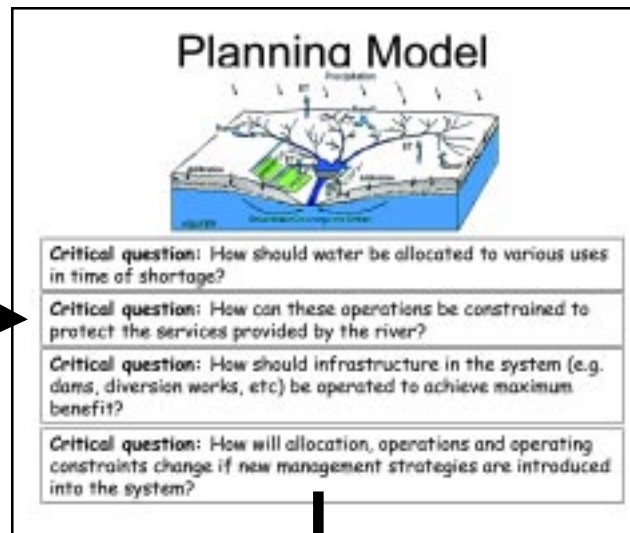 Planning Model
Precipitation
ET
ET
Critical question: How should water be allocated to various uses
in time of shortage?
Critical question: How can these operations be constrained to
protect the services provided by the river?
Critical question: How should infrastructure in the system (e.g.
dams, diversion works, etc) be operated to achieve maximum
benefit?
Critical question: How will allocation, operations and operating
constraints change if new management strategies are introduced
into the system?